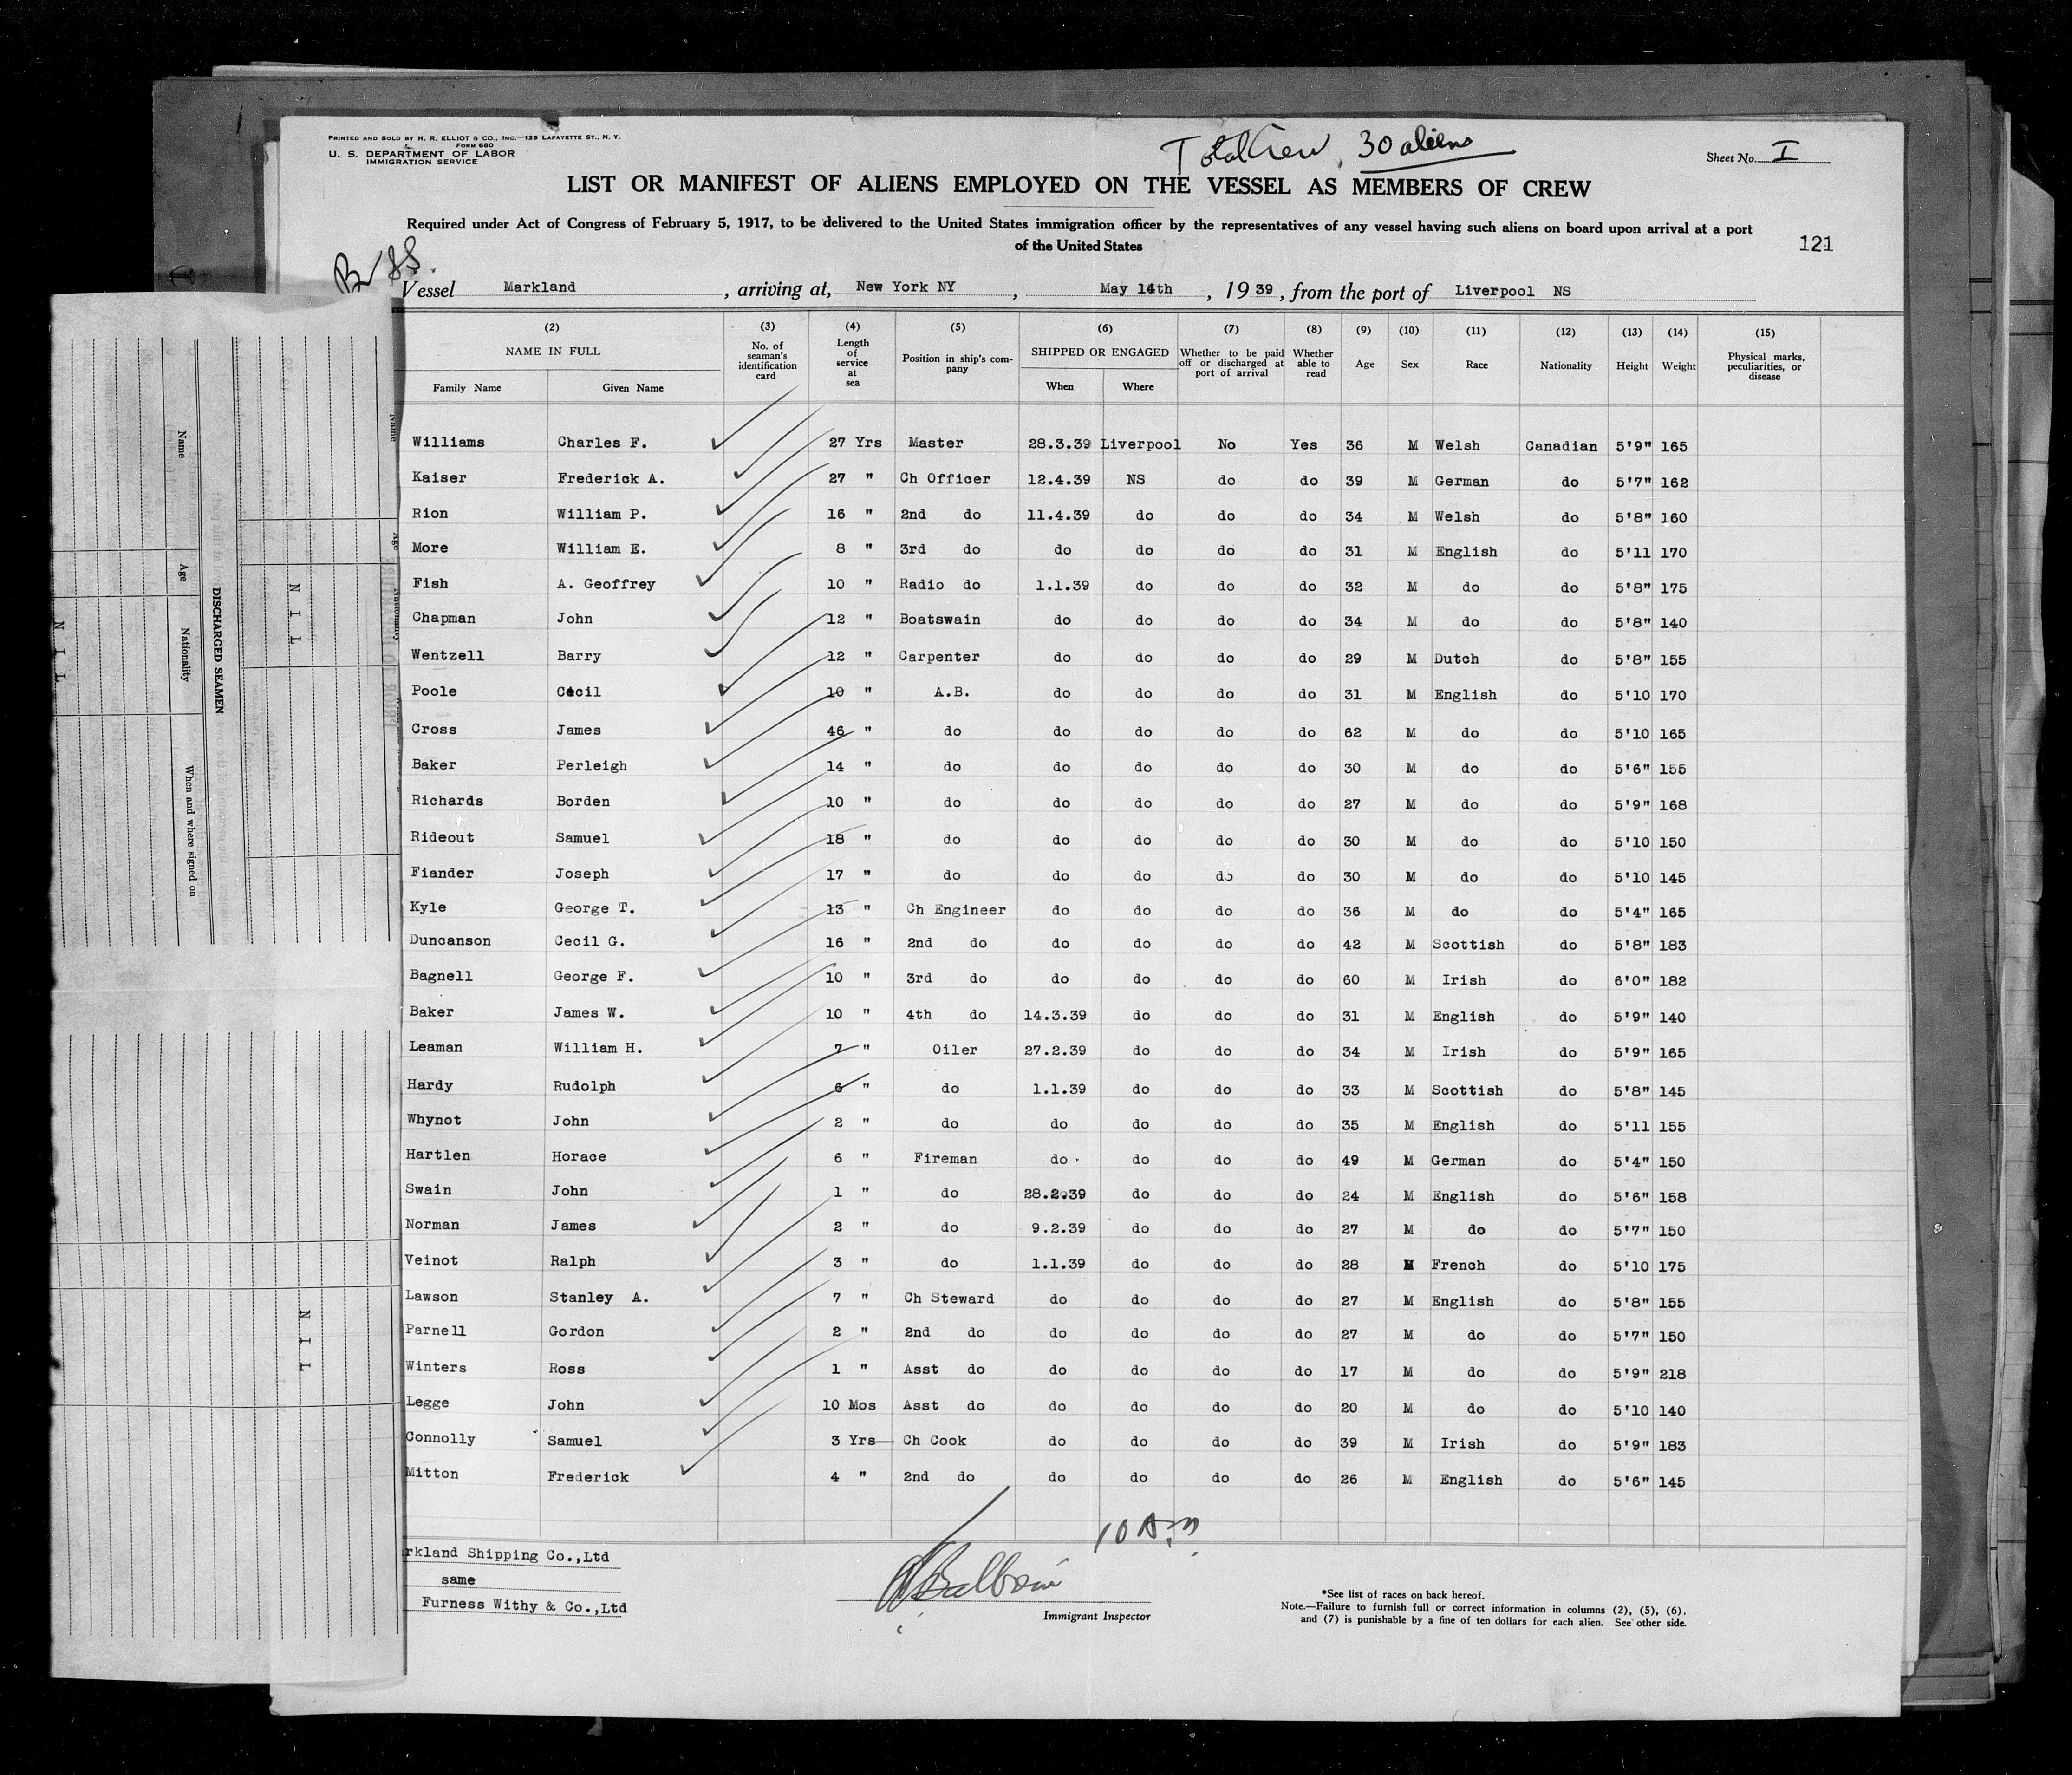 PRINTED AND SOLD BY H. R. ELLIOT & CO., INC.—129 LAFAYETTE ST., N. Y.
FORM 680
U. S. DEPARTMENT OF LABOR
IMMIGRATION SERVICE
Total Crew, 30 aliens
Sheet No. I
LIST OR MANIFEST OF ALIENS EMPLOYED ON THE VESSEL AS MEMBERS OF CREW
Required under Act of Congress of February 5, 1917, to be delivered to the United States immigration officer by the representatives of any vessel having such aliens on board upon arrival at a port
of the United States
121
Vessel Markland, arriving at, New York NY, May 14th, 1939, from the port of Liverpool NS
(2) (3) (4) (5) (6) (7) (8) (9) (10) (11) (12) (13) (14) (15)
NAME IN FULL No. of seaman's identification card Length of service at sea Position in ship's company SHIPPED OR ENGAGED Whether to be paid off or discharged at port of arrival Whether able to read Age Sex Race Nationality Height Weight Physical marks, peculiarities, or disease
Family Name Given Name When Where
Williams Charles F. 27 Yrs Master 28.3.39 Liverpool No Yes 36 M Welsh Canadian 5'9" 165
Kaiser Frederick A. 27 " Ch Officer 12.4.39 NS do do 39 M German do 5'7" 162
Rion William P. 16 " 2nd do 11.4.39 do do do 34 M Welsh do 5'8" 160
More William E. 8 " 3rd do do do do do 31 M English do 5'11 170
Fish A. Geoffrey 10 " Radio do 1.1.39 do do do 32 M do do 5'8" 175
Chapman John 12 " Boatswain do do do do 34 M do do 5'8" 140
Wentzell Barry 12 " Carpenter do do do do 29 M Dutch do 5'8" 155
Poole Cecil 10 " A.B. do do do do 31 M English do 5'10 170
Cross James 46 " do do do do do 62 M do do 5'10 165
Baker Perleigh 14 " do do do do do 30 M do do 5'6" 155
Richards Borden 10 " do do do do do 27 M do do 5'9" 168
Rideout Samuel 18 " do do do do do 30 M do do 5'10 150
Fiander Joseph 17 " do do do do do 30 M do do 5'10 145
Kyle George T. 13 " Ch Engineer do do do do 36 M do do 5'4" 165
Duncanson Cecil G. 16 " 2nd do do do do do 42 M Scottish do 5'8" 183
Bagnell George F. 10 " 3rd do do do do do 60 M Irish do 6'0" 182
Baker James W. 10 " 4th do 14.3.39 do do do 31 M English do 5'9" 140
Leaman William H. 7 " Oiler 27.2.39 do do do 34 M Irish do 5'9" 165
Hardy Rudolph 6 " do 1.1.39 do do do 33 M Scottish do 5'8" 145
Whynot John 2 " do do do do do 35 M English do 5'11 155
Hartlen Horace 6 " Fireman do do do do 49 M German do 5'4" 150
Swain John 1 " do 28.2.39 do do do 24 M English do 5'6" 158
Norman James 2 " do 9.2.39 do do do 27 M do do 5'7" 150
Veinot Ralph 3 " do 1.1.39 do do do 28 M French do 5'10 175
Lawson Stanley A. 7 " Ch Steward do do do do 27 M English do 5'8" 155
Parnell Gordon 2 " 2nd do do do do do 27 M do do 5'7" 150
Winters Ross 1 " Asst do do do do do 17 M do do 5'9" 218
Legge John 10 Mos Asst do do do do do 20 M do do 5'10 140
Connolly Samuel 3 Yrs Ch Cook do do do do 39 M Irish do 5'9" 183
Mitton Frederick 4 " 2nd do do do do do 26 M English do 5'6" 145
10 A.M
rkland Shipping Co.,Ltd
same
Furness Withy & Co.,Ltd
Immigrant Inspector
*See list of races on back hereof.
Note.—Failure to furnish full or correct information in columns (2), (5), (6).
and (7) is punishable by a fine of ten dollars for each alien. See other side.
DISCHARGED SEAMEN
Name Age Nationality When and where signed on
NIL
NIL
NIL
Name
Age
Nationality